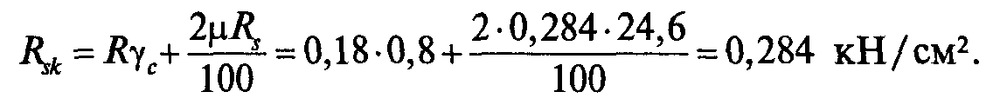 R_sk = Rγ_c + 2μR_s/100 = 0,18·0,8 + 2·0,284·24,6/100 = 0,284 кН/см².